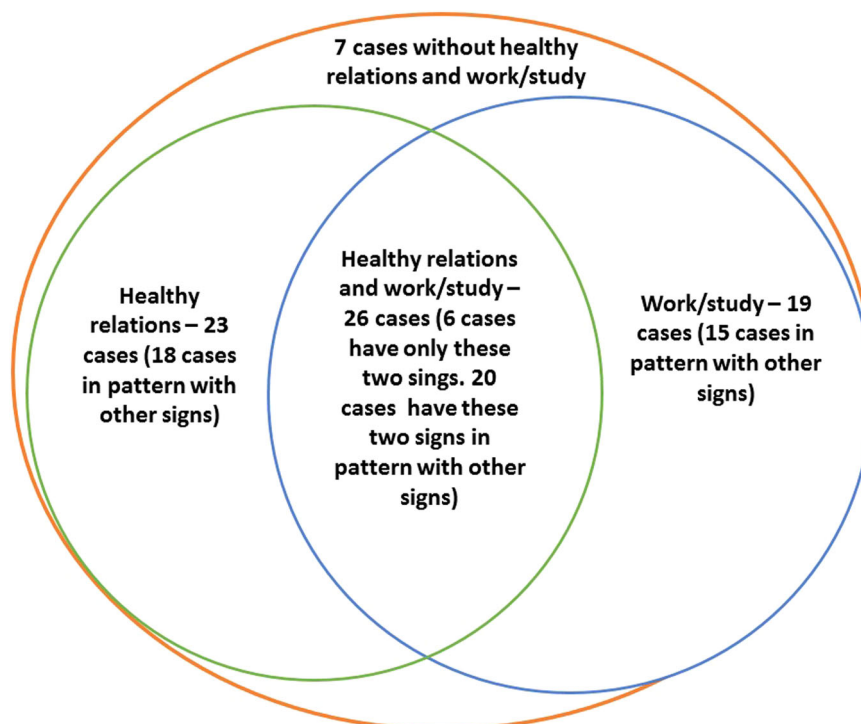 7 cases without healthy
relations and work/study
Healthy
relations – 23
cases (18 cases
in pattern with
other signs)
Healthy relations
and work/study –
26 cases (6 cases
have only these
two sings. 20
cases have these
two signs in
pattern with other
signs)
Work/study – 19
cases (15 cases in
pattern with other
signs)